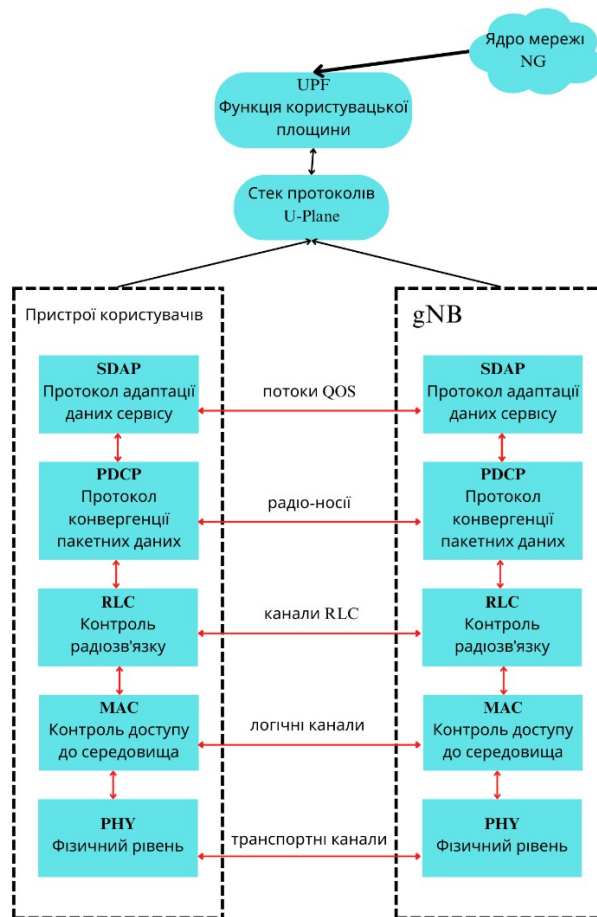 Ядро мережі
NG
UPF
Функція користувацької
площини
Стек протоколів
U-Plane
Пристрої користувачів
gNB
SDAP
Протокол адаптації
даних сервісу
потоки QOS
SDAP
Протокол адаптації
даних сервісу
PDCP
Протокол
конвергенції
пакетних даних
радіо-носії
PDCP
Протокол
конвергенції
пакетних даних
RLC
Контроль
радіозв'язку
канали RLC
RLC
Контроль
радіозв'язку
MAC
Контроль доступу
до середовища
логічні канали
MAC
Контроль доступу
до середовища
PHY
Фізичний рівень
транспортні канали
PHY
Фізичний рівень